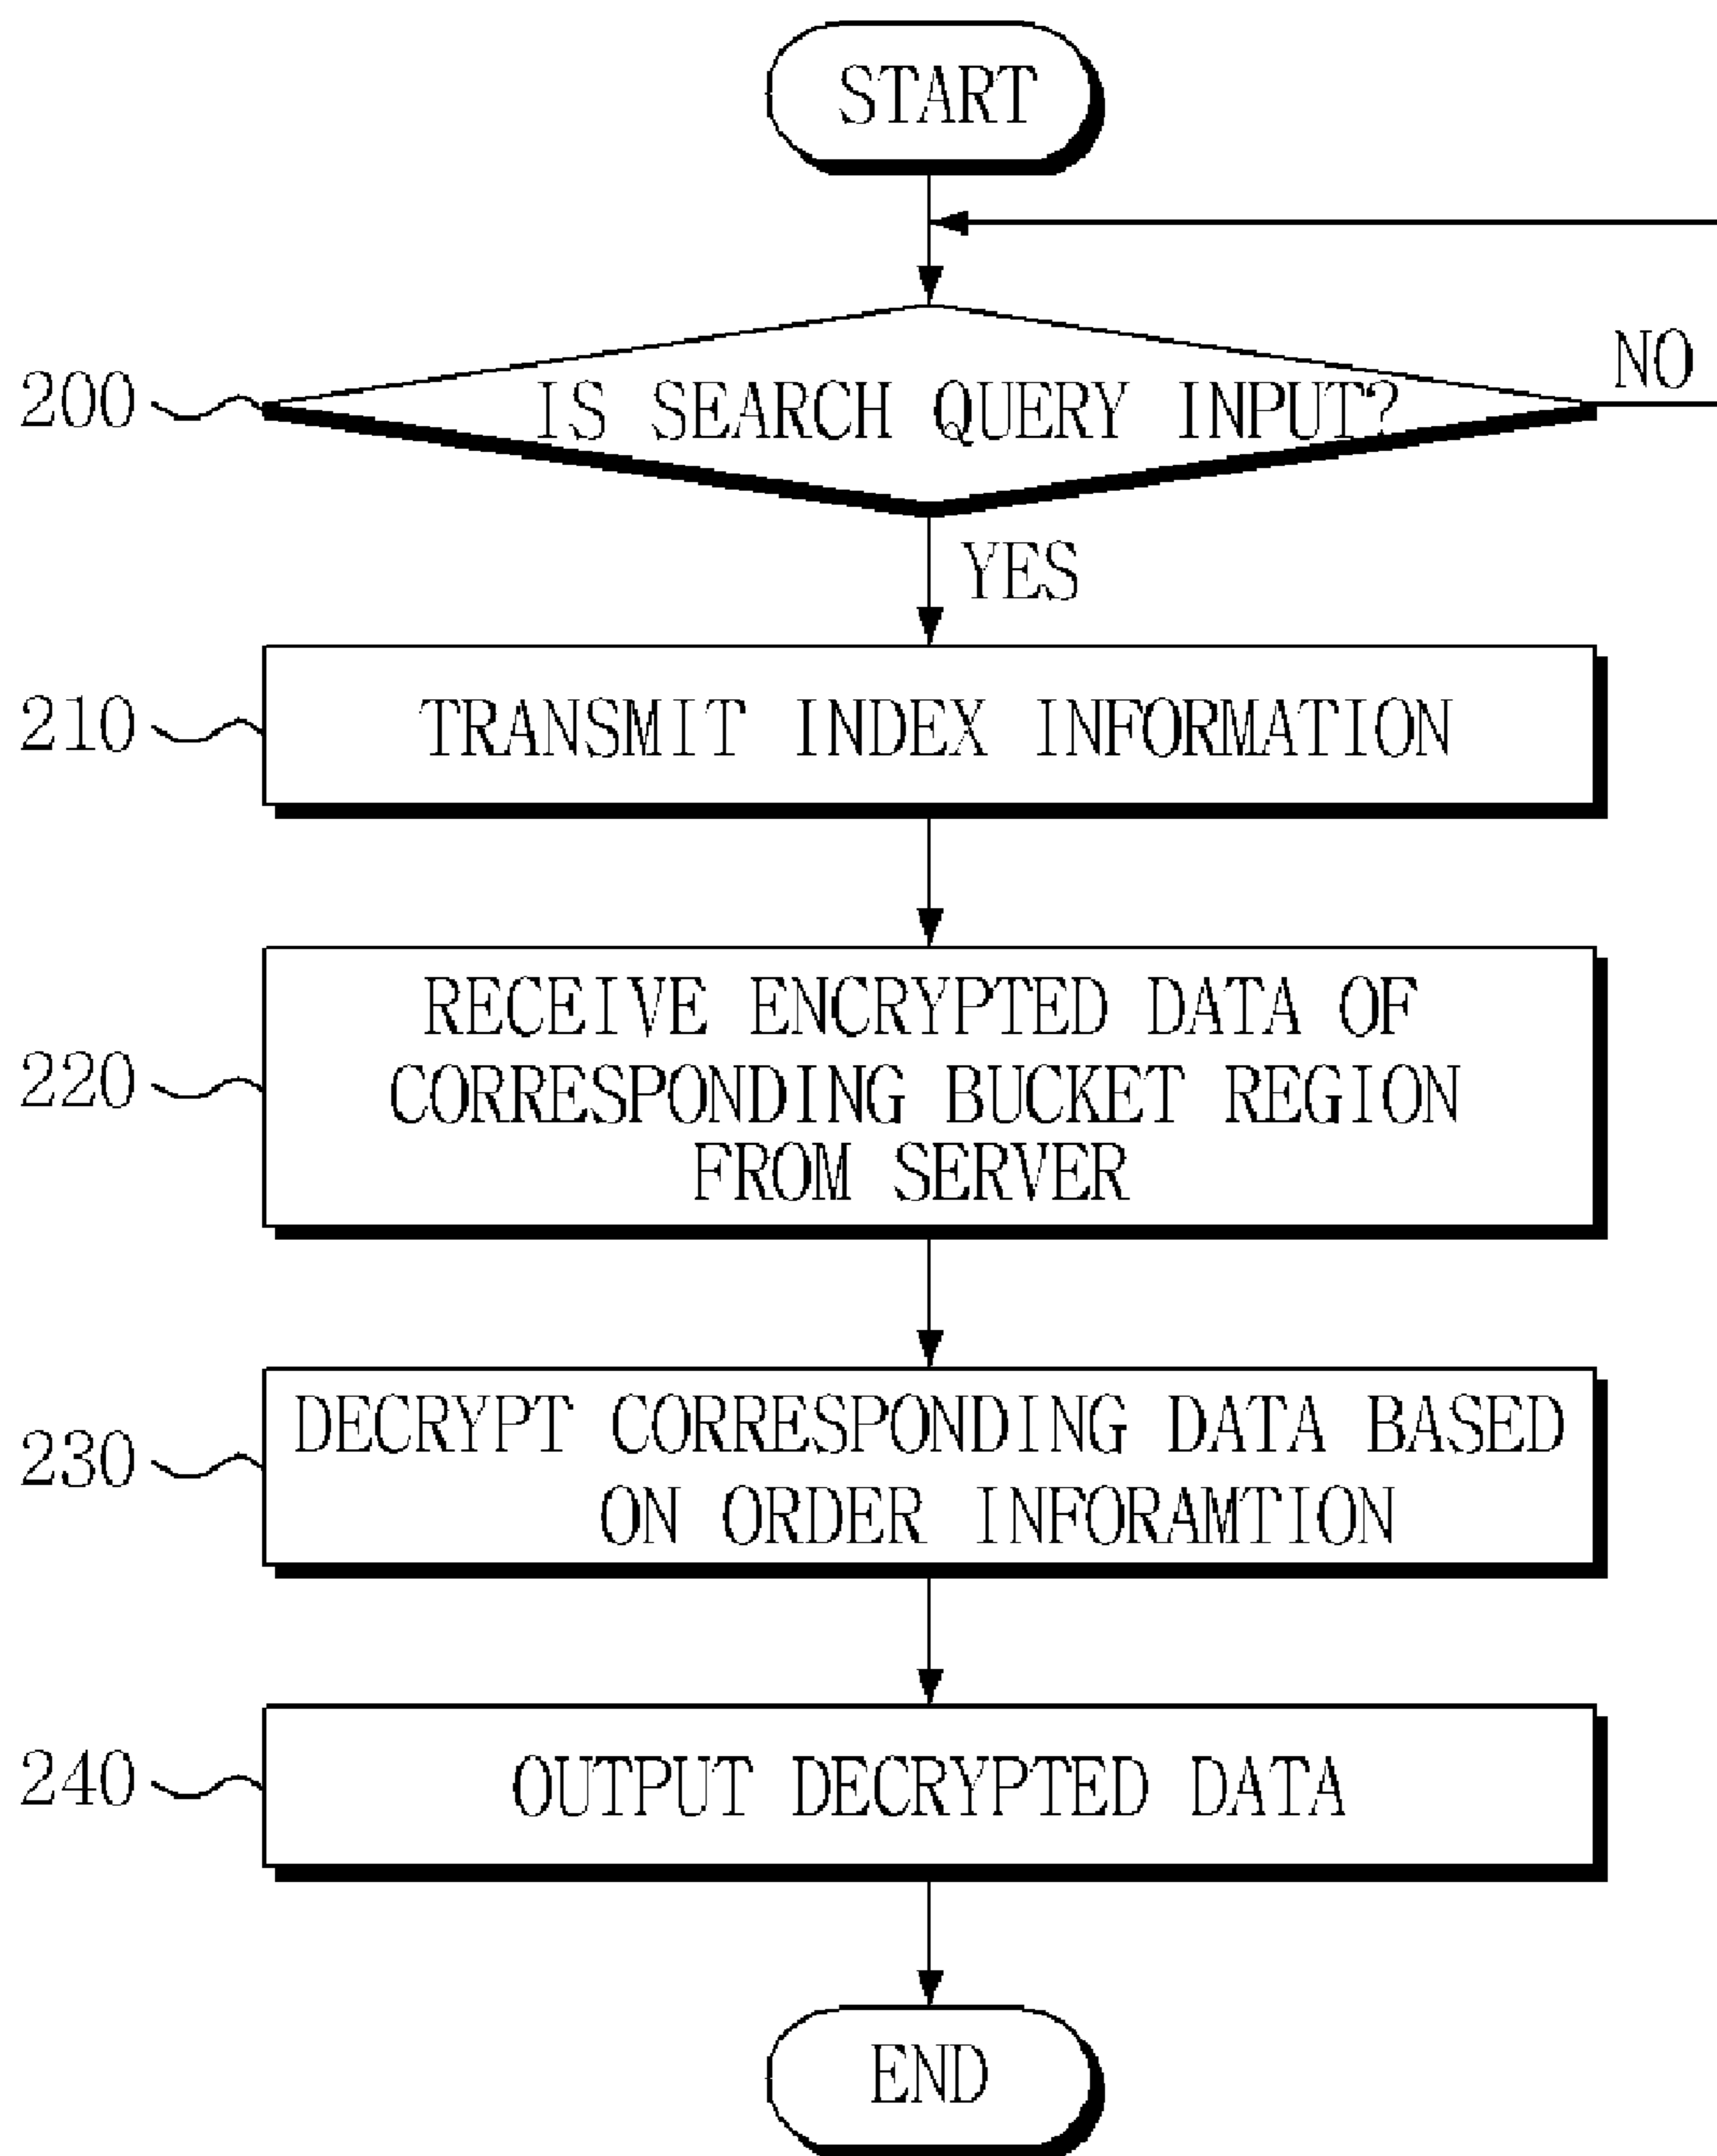 START
NO
200
IS SEARCH QUERY INPUT?
YES
210
TRANSMIT INDEX INFORMATION
220
RECEIVE ENCRYPTED DATA OF
CORRESPONDING BUCKET REGION
FROM SERVER
230
DECRYPT CORRESPONDING DATA BASED
ON ORDER INFORAMTION
240
OUTPUT DECRYPTED DATA
END